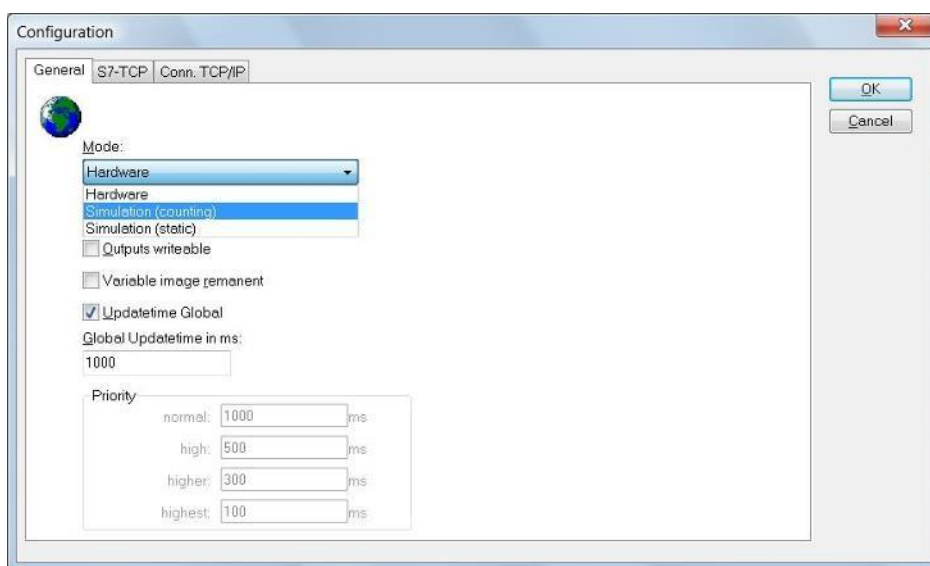 Configuration
General S7-TCP Conn. TCP/IP
OK
Cancel
Mode:
Hardware
Hardware
Simulation (counting)
Simulation (static)
Outputs writeable
Variable image remanent
Updatetime Global
Global Updatetime in ms:
1000
Priority
normal: 1000 ms
high: 500 ms
higher: 300 ms
highest: 100 ms